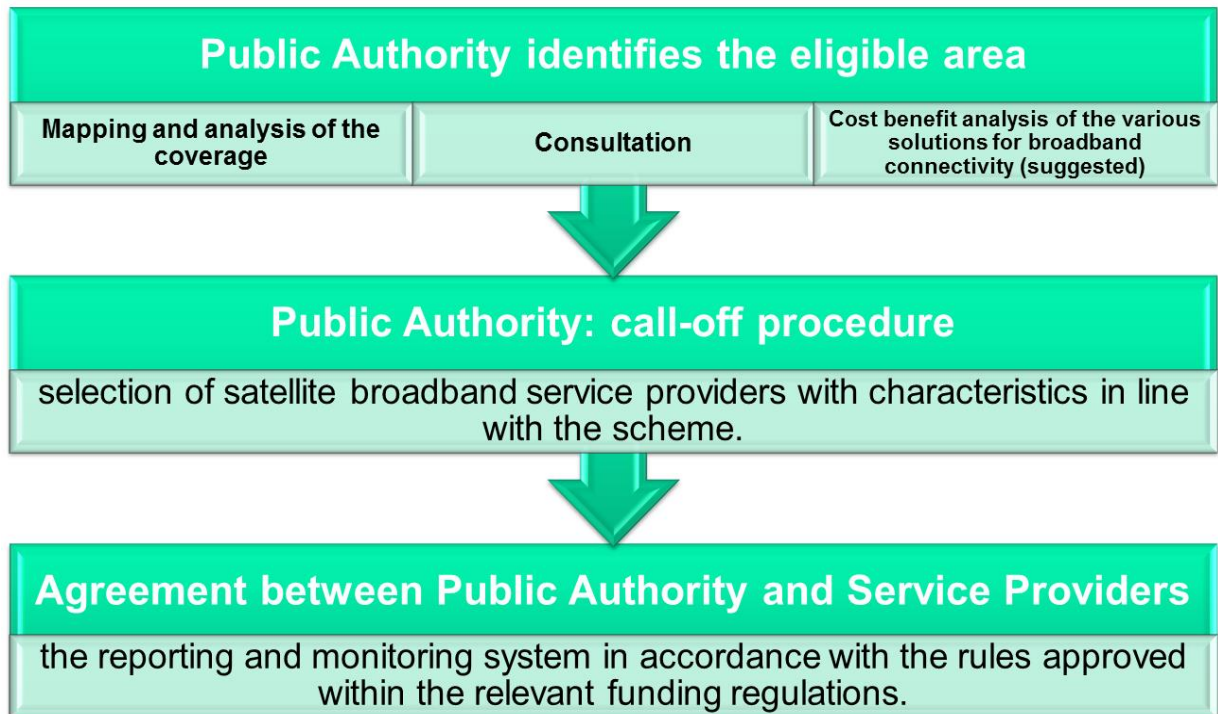 Public Authority identifies the eligible area
Mapping and analysis of the
coverage
Consultation
Cost benefit analysis of the various
solutions for broadband
connectivity (suggested)
Public Authority: call-off procedure
selection of satellite broadband service providers with characteristics in line
with the scheme.
Agreement between Public Authority and Service Providers
the reporting and monitoring system in accordance with the rules approved
within the relevant funding regulations.